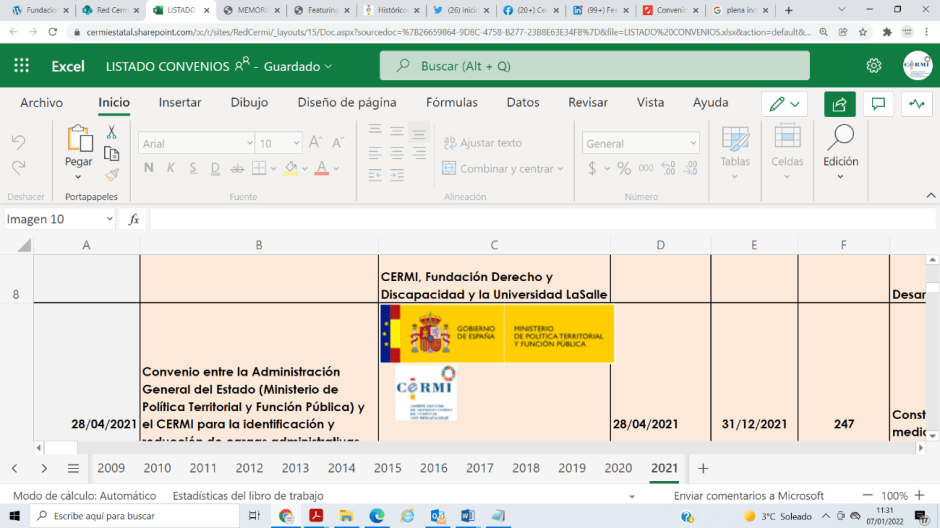 Fundacio
Red Cerm
LISTADO
MEMORI
Featuring
Histórico
(26) Inicio
(20+) Ce
(99+) Fe
Convenio
plena inc
cermiestatal.sharepoint.com/:x:/r/sites/RedCermi/_layouts/15/Doc.aspx?sourcedoc=%7B26659864-9D8C-4758-B277-23B8E63E34FB%7D&file=LISTADO%20CONVENIOS.xlsx&action=default&...
Excel LISTADO CONVENIOS - Guardado
Buscar (Alt + Q)
Archivo Inicio Insertar Dibujo Diseño de página Fórmulas Datos Revisar Vista Ayuda
Arial 10
Ajustar texto
General
Pegar
N K S D ab
Combinar y centrar
$ % 000
Tablas Celdas Edición
Deshacer Portapapeles Fuente Alineación Número
Imagen 10 fx
A B C D E F
CERMI, Fundación Derecho y
8 Discapacidad y la Universidad LaSalle Desar
GOBIERNO
DE ESPAÑA
MINISTERIO
DE POLÍTICA TERRITORIAL
Y FUNCIÓN PÚBLICA
CERMI
Convenio entre la Administración
General del Estado (Ministerio de
Política Territorial y Función Pública) y
28/04/2021 el CERMI para la identificación y 28/04/2021 31/12/2021 247
reducción de cargas administrativas
Const
medic
2009 2010 2011 2012 2013 2014 2015 2016 2017 2018 2019 2020 2021
Modo de cálculo: Automático Estadísticas del libro de trabajo Enviar comentarios a Microsoft 100%
Escribe aquí para buscar
3°C Soleado
11:31
07/01/2022
17